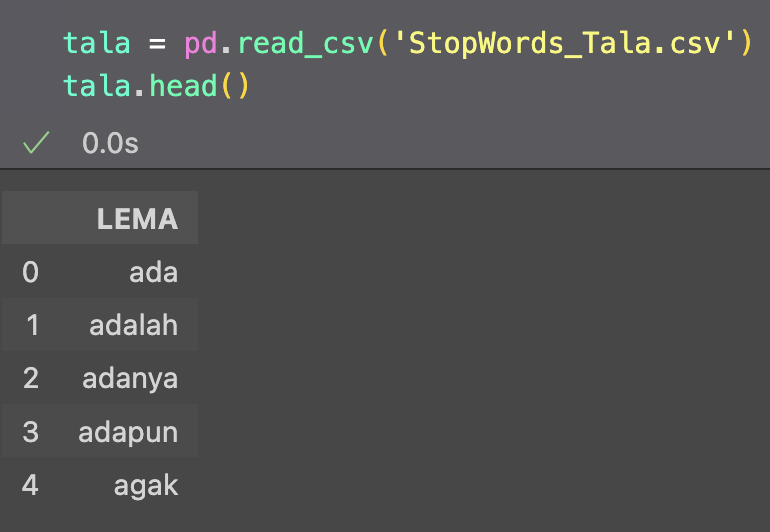 tala = pd.read_csv('StopWords_Tala.csv')
tala.head()
0.0s
LEMA
0 ada
1 adalah
2 adanya
3 adapun
4 agak